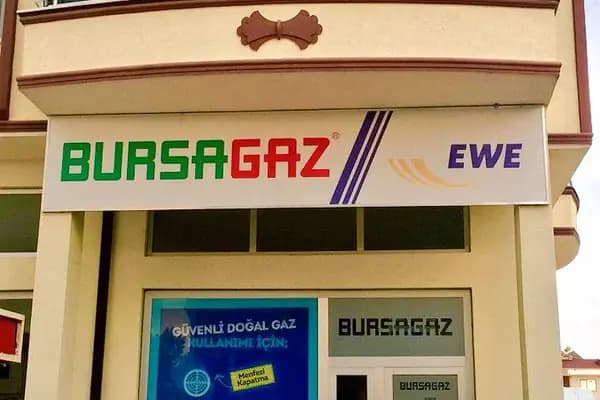 BURSAGAZ® EWE
GÜVENLİ DOĞAL GAZ
KULLANIMI İÇİN;
Menfezi
Kapatma
BURSAGAZ
BURSAGAZ